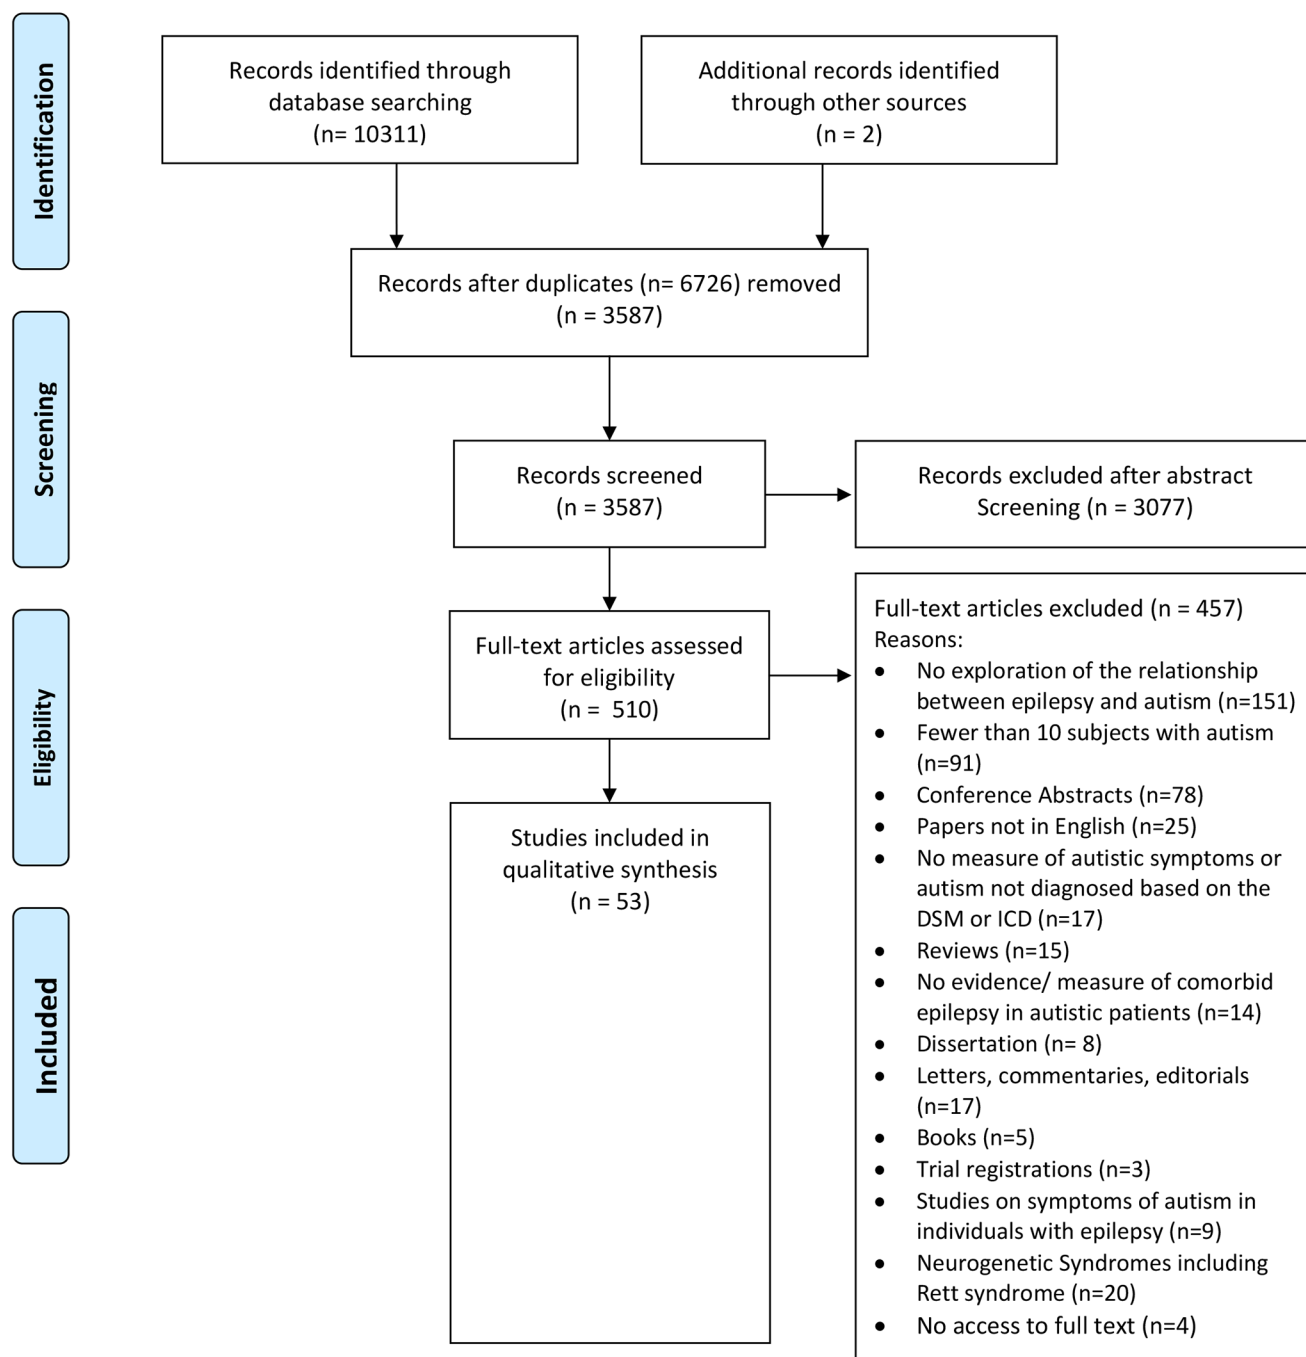 Identification
Records identified through
database searching
(n= 10311)
Additional records identified
through other sources
(n = 2)
Records after duplicates (n= 6726) removed
(n = 3587)
Screening
Records screened
(n = 3587)
Records excluded after abstract
Screening (n = 3077)
Eligibility
Full-text articles assessed
for eligibility
(n =  510)
Full-text articles excluded (n = 457)
Reasons:
• No exploration of the relationship
between epilepsy and autism (n=151)
• Fewer than 10 subjects with autism
(n=91)
• Conference Abstracts (n=78)
• Papers not in English (n=25)
• No measure of autistic symptoms or
autism not diagnosed based on the
DSM or ICD (n=17)
• Reviews (n=15)
• No evidence/ measure of comorbid
epilepsy in autistic patients (n=14)
• Dissertation (n= 8)
• Letters, commentaries, editorials
(n=17)
• Books (n=5)
• Trial registrations (n=3)
• Studies on symptoms of autism in
individuals with epilepsy (n=9)
• Neurogenetic Syndromes including
Rett syndrome (n=20)
• No access to full text (n=4)
Included
Studies included in
qualitative synthesis
(n = 53)